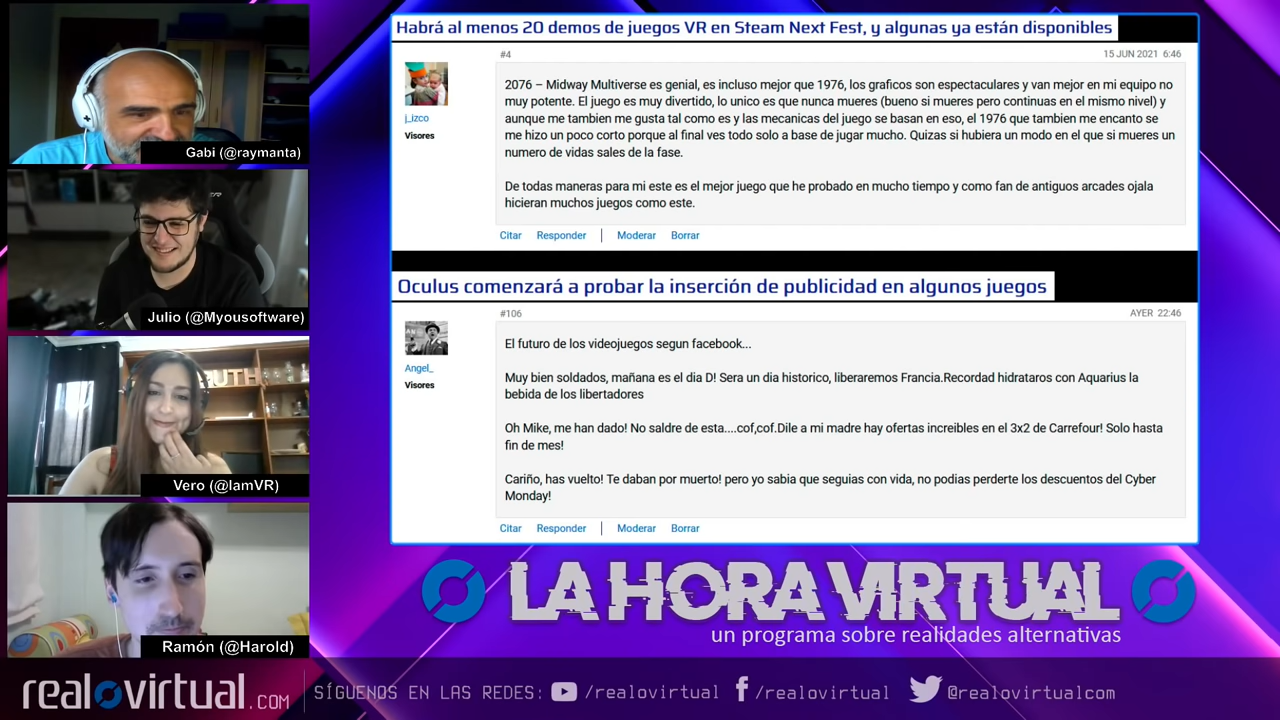 Gabi (@raymanta)
Julio (@Myousoftware)
UTH
Vero (@IamVR)
Ramón (@Harold)
Habrá al menos 20 demos de juegos VR en Steam Next Fest, y algunas ya están disponibles
#4
15 JUN 2021 6:46
j_izco
Visores
2076 – Midway Multiverse es genial, es incluso mejor que 1976, los graficos son espectaculares y van mejor en mi equipo no
muy potente. El juego es muy divertido, lo unico es que nunca mueres (bueno si mueres pero continuas en el mismo nivel) y
aunque me tambien me gusta tal como es y las mecanicas del juego se basan en eso, el 1976 que tambien me encanto se
me hizo un poco corto porque al final ves todo solo a base de jugar mucho. Quizas si hubiera un modo en el que si mueres un
numero de vidas sales de la fase.
De todas maneras para mi este es el mejor juego que he probado en mucho tiempo y como fan de antiguos arcades ojala
hicieran muchos juegos como este.
Citar Responder | Moderar Borrar
Oculus comenzará a probar la inserción de publicidad en algunos juegos
#106
AYER 22:46
Angel_
Visores
El futuro de los videojuegos segun facebook...
Muy bien soldados, mañana es el dia D! Sera un dia historico, liberaremos Francia.Recordad hidrataros con Aquarius la
bebida de los libertadores
Oh Mike, me han dado! No saldre de esta....cof,cof.Dile a mi madre hay ofertas increibles en el 3x2 de Carrefour! Solo hasta
fin de mes!
Cariño, has vuelto! Te daban por muerto! pero yo sabia que seguias con vida, no podias perderte los descuentos del Cyber
Monday!
Citar Responder | Moderar Borrar
LA HORA VIRTUAL
un programa sobre realidades alternativas
realovirtual.COM
SÍGUENOS EN LAS REDES: /realovirtual /realovirtual @realovirtualcom